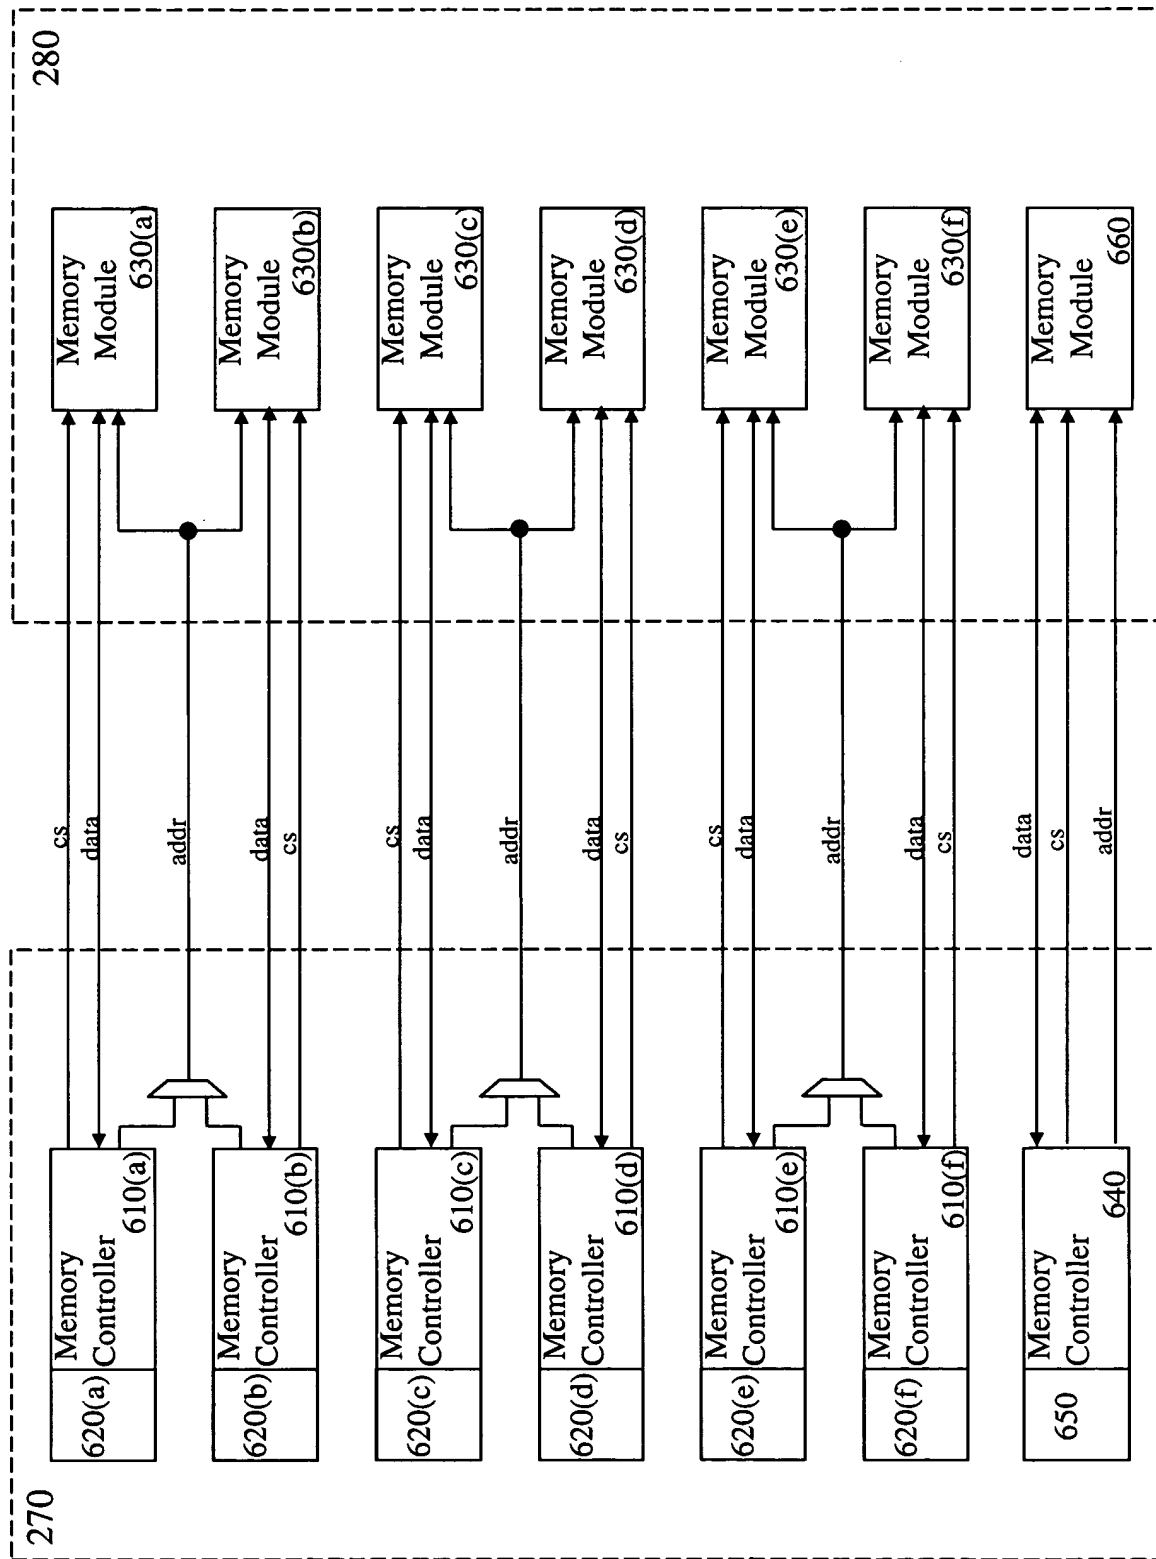 280
Memory
Module
630(a)
Memory
Module
630(b)
Memory
Module
630(c)
Memory
Module
630(d)
Memory
Module
630(e)
Memory
Module
630(f)
Memory
Module
660
cs
data
addr
data
cs
cs
data
addr
data
cs
cs
data
addr
data
cs
data
cs
addr
270
620(a)
Memory
Controller
610(a)
620(b)
Memory
Controller
610(b)
620(c)
Memory
Controller
610(c)
620(d)
Memory
Controller
610(d)
620(e)
Memory
Controller
610(e)
620(f)
Memory
Controller
610(f)
650
Memory
Controller
640